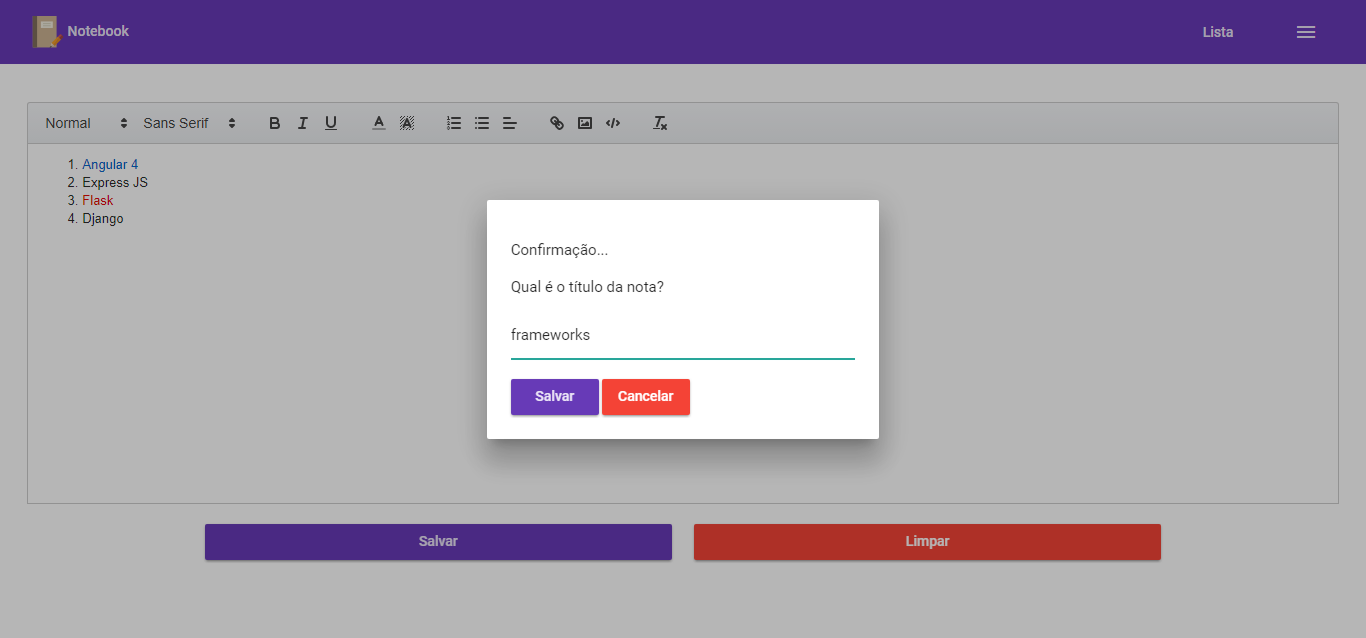 Notebook
Lista
Normal Sans Serif
1. Angular 4
2. Express JS
3. Flask
4. Django
Confirmação...
Qual é o título da nota?
frameworks
Salvar Cancelar
Salvar Limpar